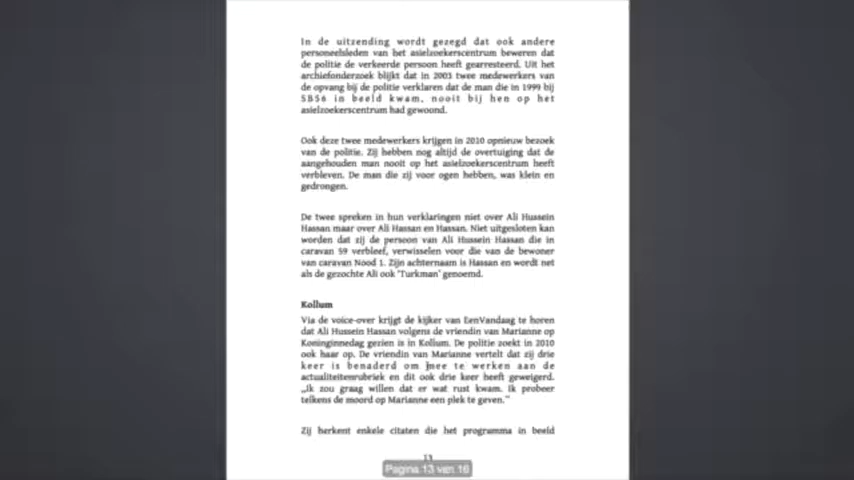 In de uitzending wordt gezegd dat ook andere
personeelsleden van het asielzoekerscentrum beweren dat
de politie de verkeerde persoon heeft gearresteerd. Uit het
archiefonderzoek blijkt dat in 2003 twee medewerkers van
de opvang bij de politie verklaren dat de man die in 1999 bij
SBS6 in beeld kwam, nooit bij hen op het
asielzoekerscentrum had gewoond.
Ook deze twee medewerkers krijgen in 2010 opnieuw bezoek
van de politie. Zij hebben nog altijd de overtuiging dat de
aangehouden man nooit op het asielzoekerscentrum heeft
verbleven. De man die zij voor ogen hebben, was klein en
gedrongen.
De twee spreken in hun verklaringen niet over Ali Hussein
Hassan maar over Ali Hassan en Hassan. Niet uitgesloten kan
worden dat zij de persoon van Ali Hussein Hassan die in
caravan 59 verbleef, verwisselen voor die van de bewoner
van caravan Nood 1. Zijn achternaam is Hassan en wordt net
als de gezochte Ali ook 'Turkman' genoemd.
Kollum
Via de voice-over krijgt de kijker van EenVandaag te horen
dat Ali Hussein Hassan volgens de vriendin van Marianne op
Koninginnedag gezien is in Kollum. De politie zoekt in 2010
ook haar op. De vriendin van Marianne vertelt dat zij drie
keer is benaderd om mee te werken aan de
actualiteitenrubriek en dit ook drie keer heeft geweigerd.
„Ik zou graag willen dat er wat rust kwam. Ik probeer
telkens de moord op Marianne een plek te geven."
Zij herkent enkele citaten die het programma in beeld
13
Pagina 13 van 16